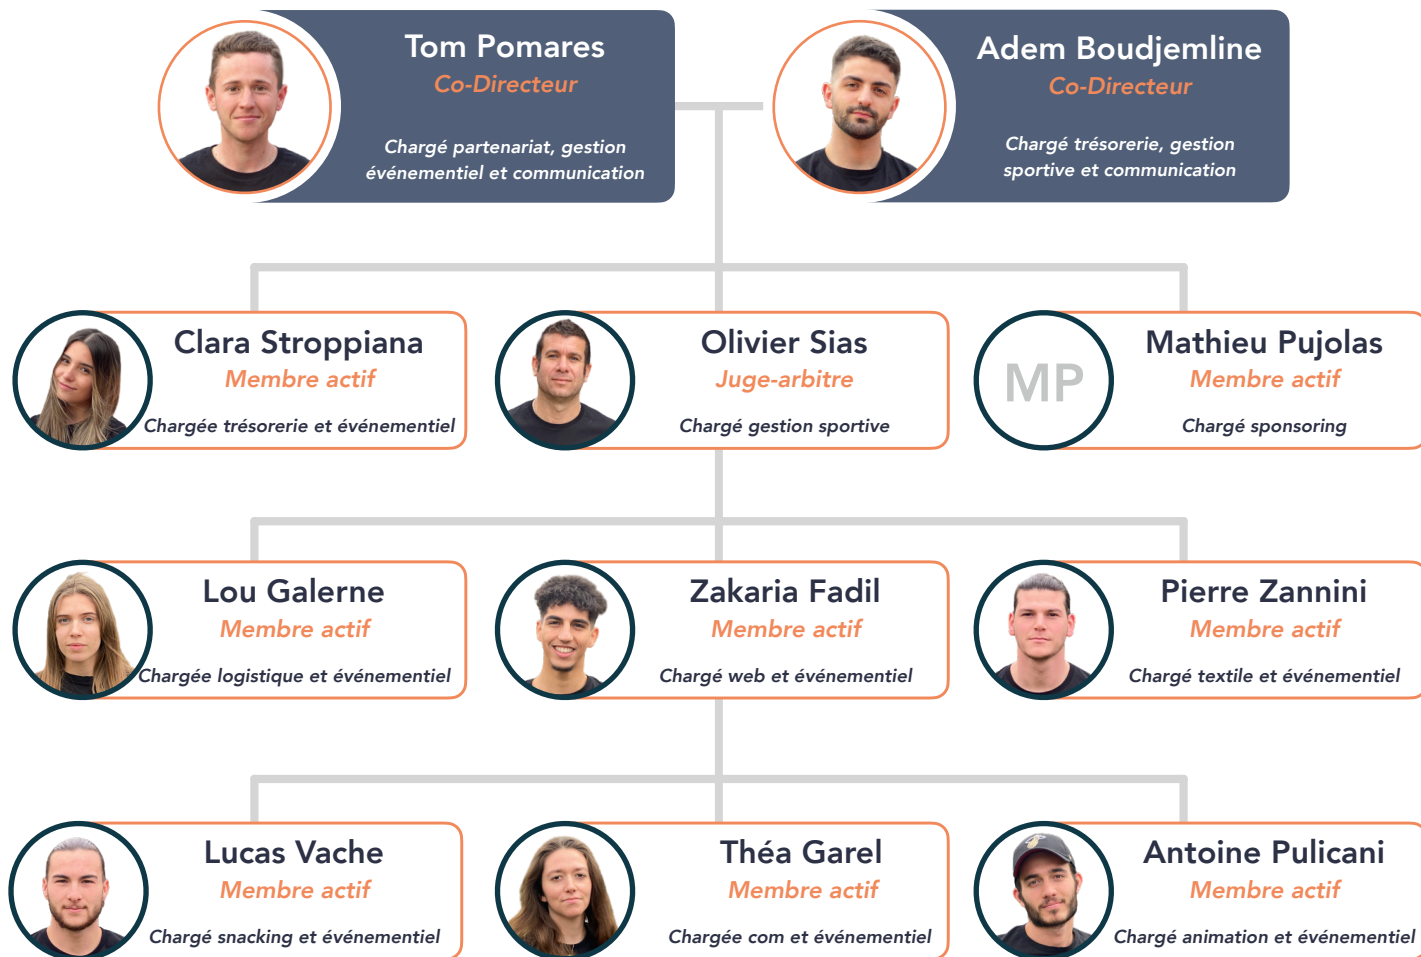 Tom Pomares
Co-Directeur
Chargé partenariat, gestion
événementiel et communication
Adem Boudjemline
Co-Directeur
Chargé trésorerie, gestion
sportive et communication
Clara Stroppiana
Membre actif
Chargée trésorerie et événementiel
Olivier Sias
Juge-arbitre
Chargé gestion sportive
MP
Mathieu Pujolas
Membre actif
Chargé sponsoring
Lou Galerne
Membre actif
Chargée logistique et événementiel
Zakaria Fadil
Membre actif
Chargé web et événementiel
Pierre Zannini
Membre actif
Chargé textile et événementiel
Lucas Vache
Membre actif
Chargé snacking et événementiel
Théa Garel
Membre actif
Chargée com et événementiel
Antoine Pulicani
Membre actif
Chargé animation et événementiel